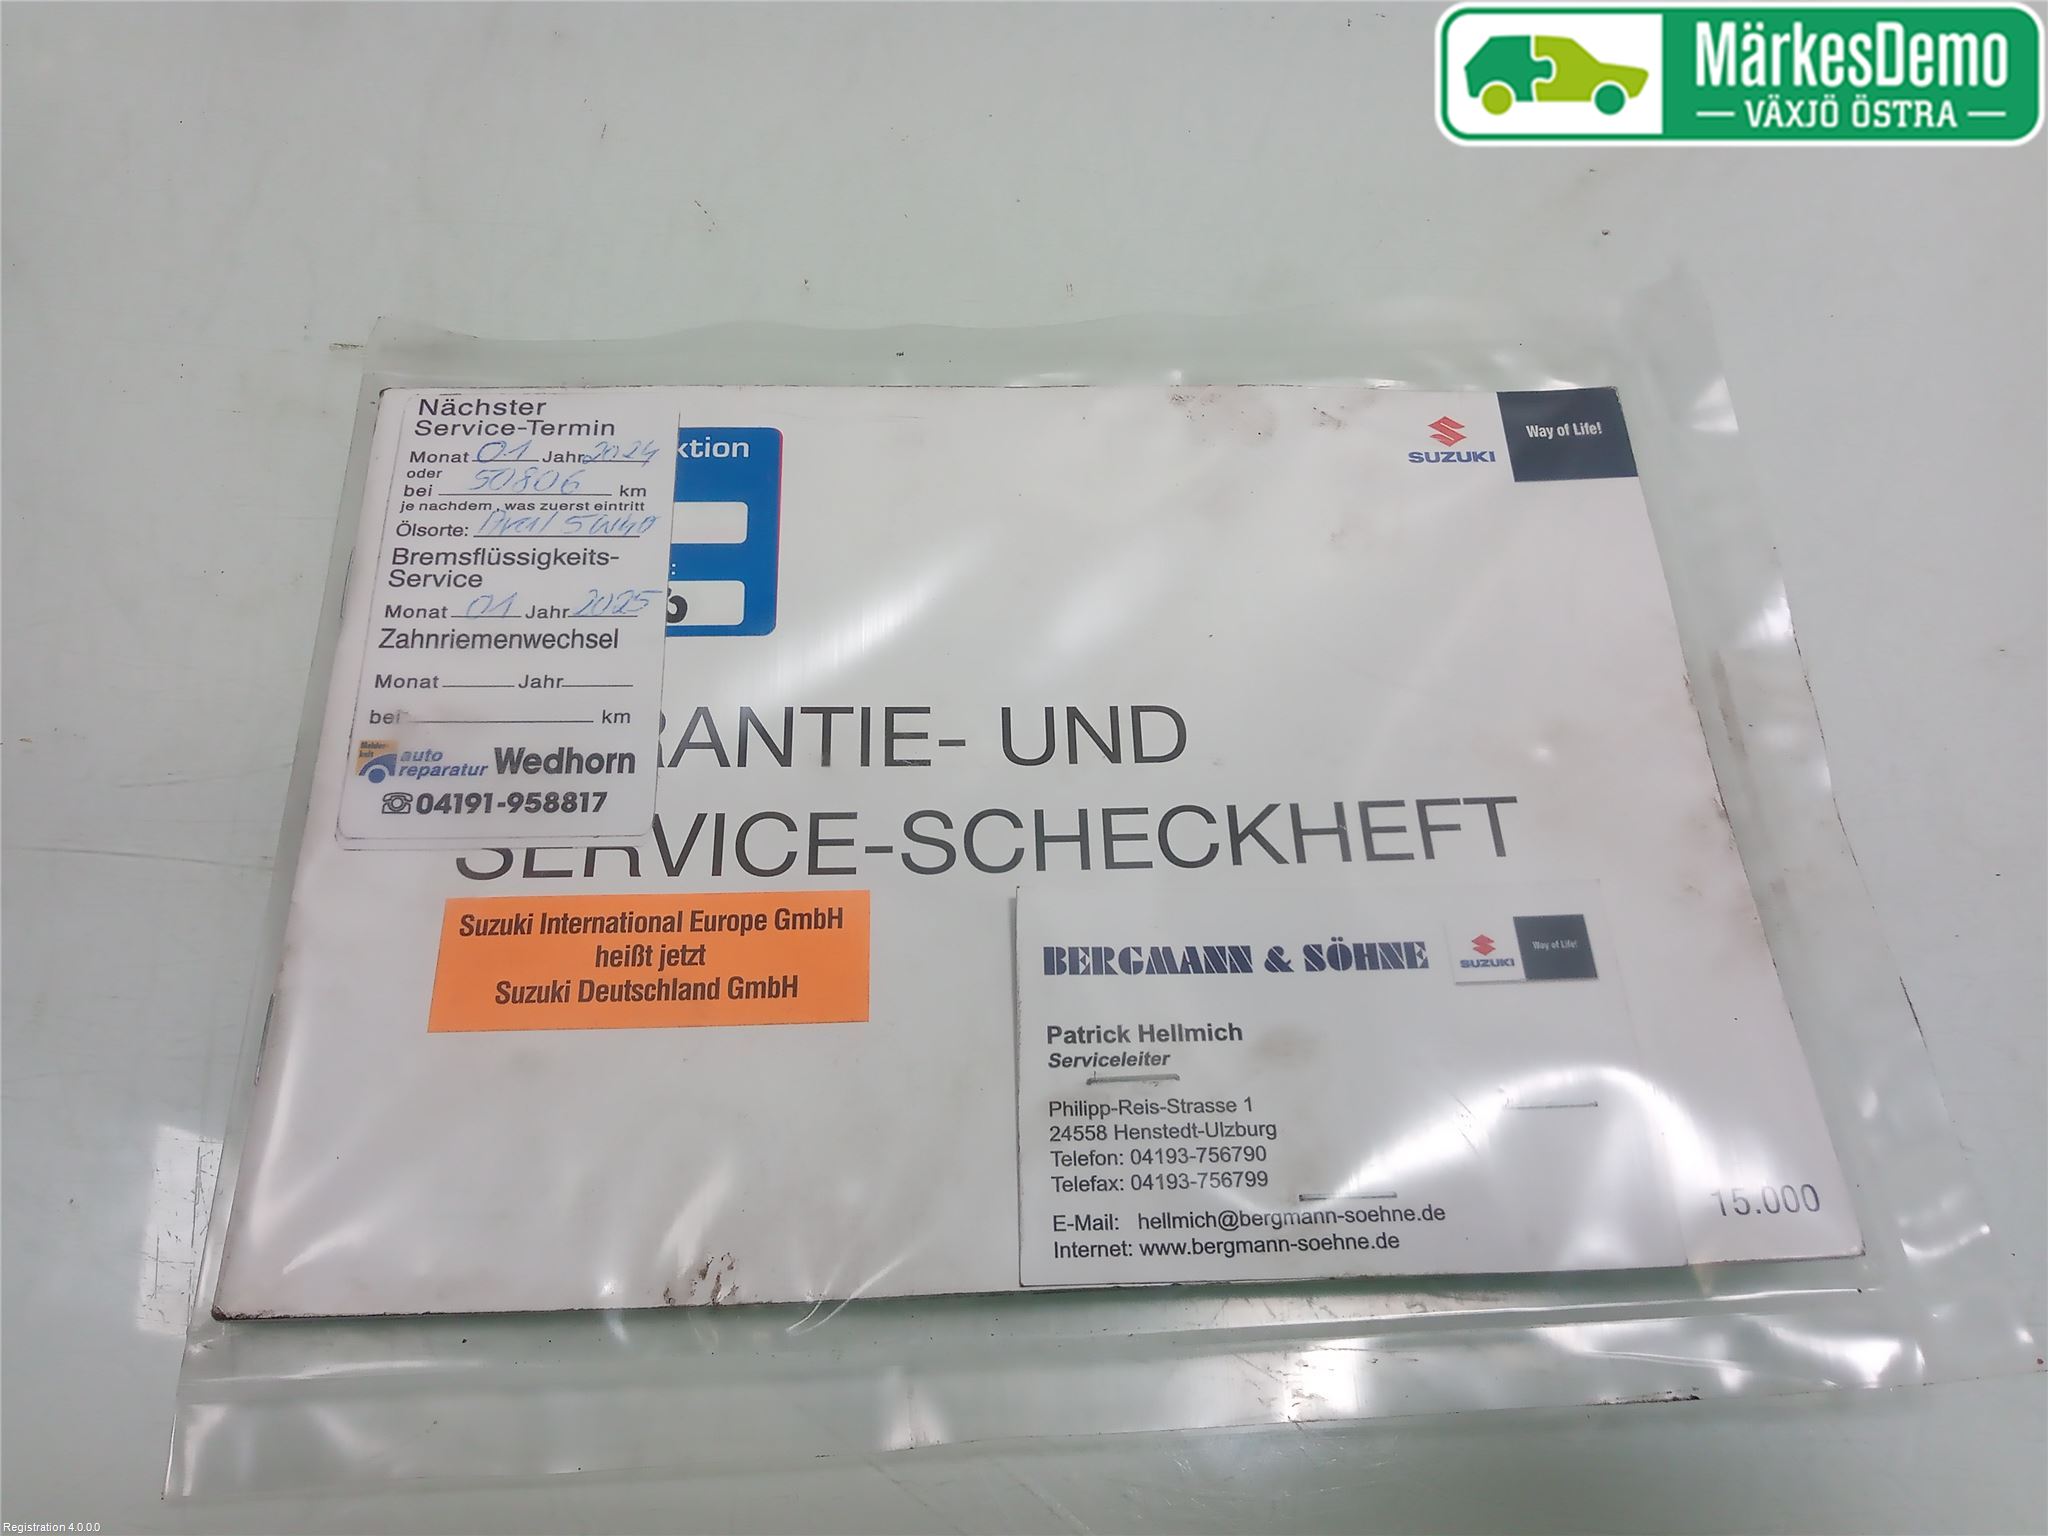 MärkesDemo
VÄXJÖ ÖSTRA
Nächster
Service-Termin
Monat 01 Jahr 2024
oder
bei 50806 km
je nachdem, was zuerst eintritt
Ölsorte: Aral 5W40
Bremsflüssigkeits-
Service
Monat 01 Jahr 2025
Zahnriemenwechsel
Monat Jahr
bei km
auto
reparatur Wedhorn
04191-958817
ktion
SUZUKI
Way of Life!
RANTIE- UND
SERVICE-SCHECKHEFT
Suzuki International Europe GmbH
heißt jetzt
Suzuki Deutschland GmbH
BERGMANN & SÖHNE
SUZUKI
Way of Life!
Patrick Hellmich
Serviceleiter
Philipp-Reis-Strasse 1
24558 Henstedt-Ulzburg
Telefon: 04193-756790
Telefax: 04193-756799
E-Mail: hellmich@bergmann-soehne.de
Internet: www.bergmann-soehne.de
15.000
Registration 4.0.0.0